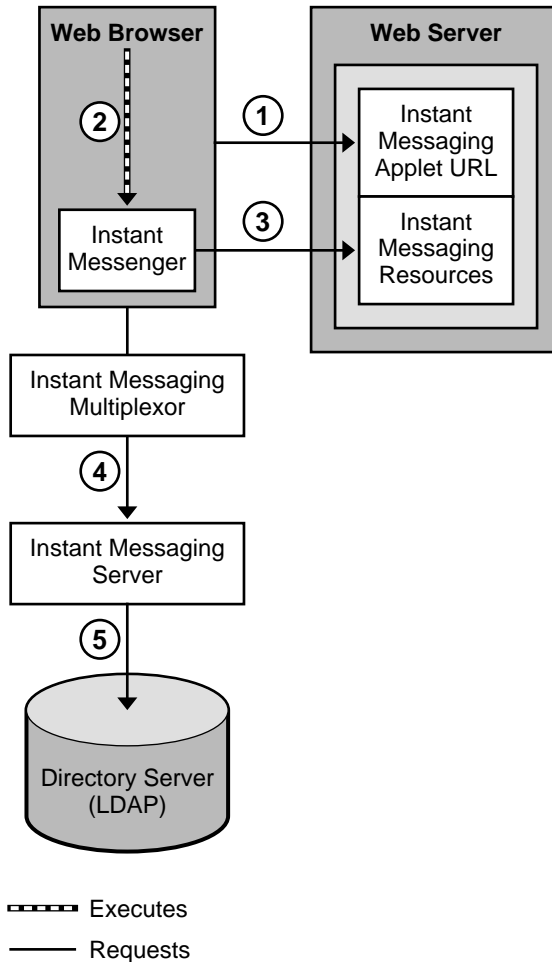 Web Browser
Web Server
2
1
Instant
Messaging
Applet URL
Instant
Messenger
3
Instant
Messaging
Resources
Instant Messaging
Multiplexor
4
Instant Messaging
Server
5
Directory Server
(LDAP)
Executes
Requests